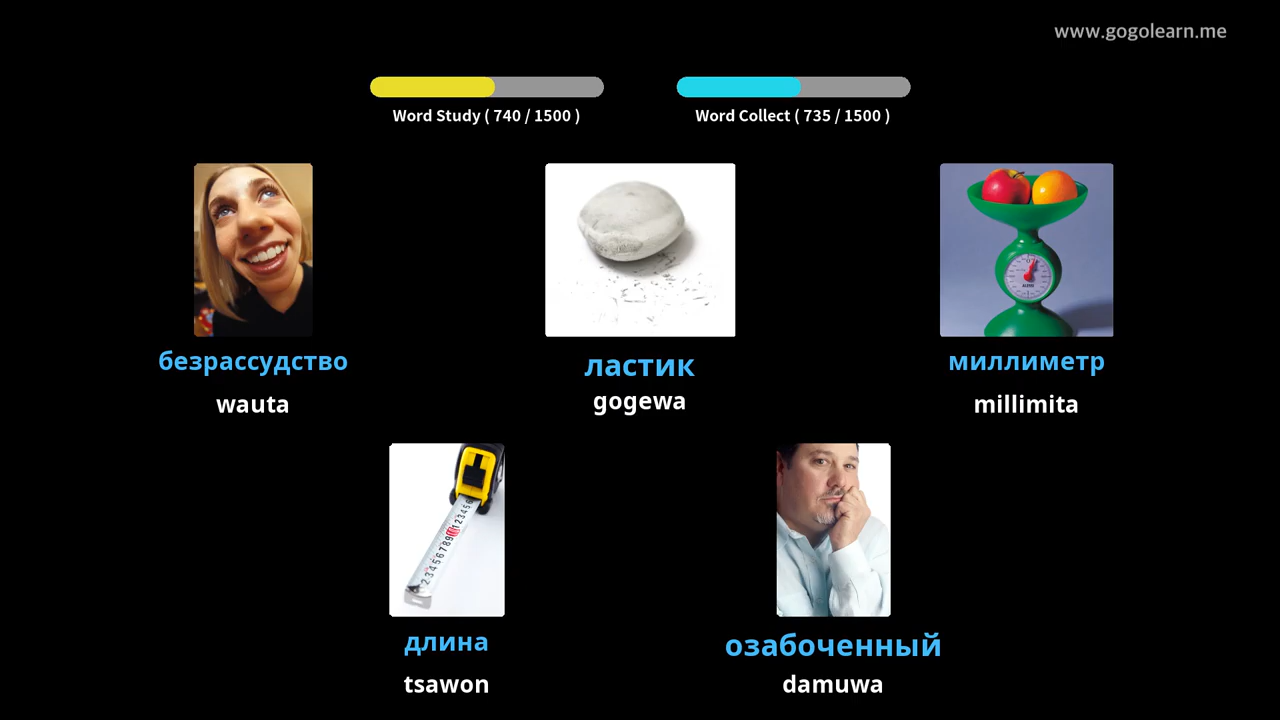 www.gogolearn.me
Word Study ( 740 / 1500 )
Word Collect ( 735 / 1500 )
безрассудство
wauta
ластик
gogewa
миллиметр
millimita
длина
tsawon
озабоченный
damuwa